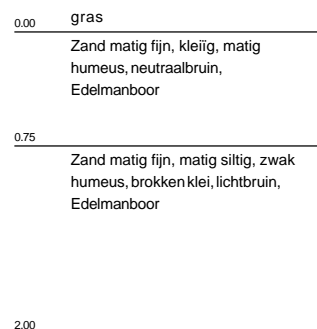 0.00 gras
Zand matig fijn, kleiïg, matig
humeus, neutraalbruin,
Edelmanboor
0.75
Zand matig fijn, matig siltig, zwak
humeus, brokken klei, lichtbruin,
Edelmanboor
2.00